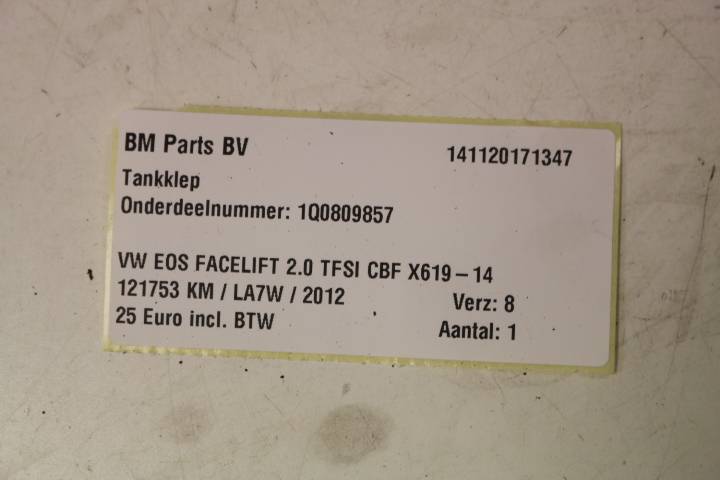 BM Parts BV 141120171347
Tankklep
Onderdeelnummer: 1Q0809857
VW EOS FACELIFT 2.0 TFSI CBF X619-14
121753 KM / LA7W / 2012 Verz: 8
25 Euro incl. BTW Aantal: 1